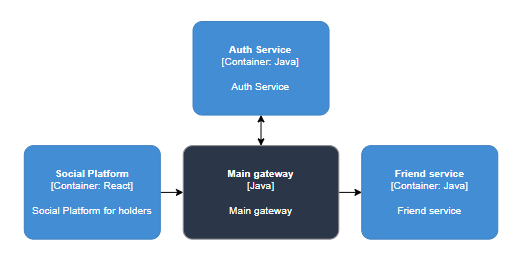 Auth Service
[Container: Java]
Auth Service
Social Platform
[Container: React]
Social Platform for holders
Main gateway
[Java]
Main gateway
Friend service
[Container: Java]
Friend service